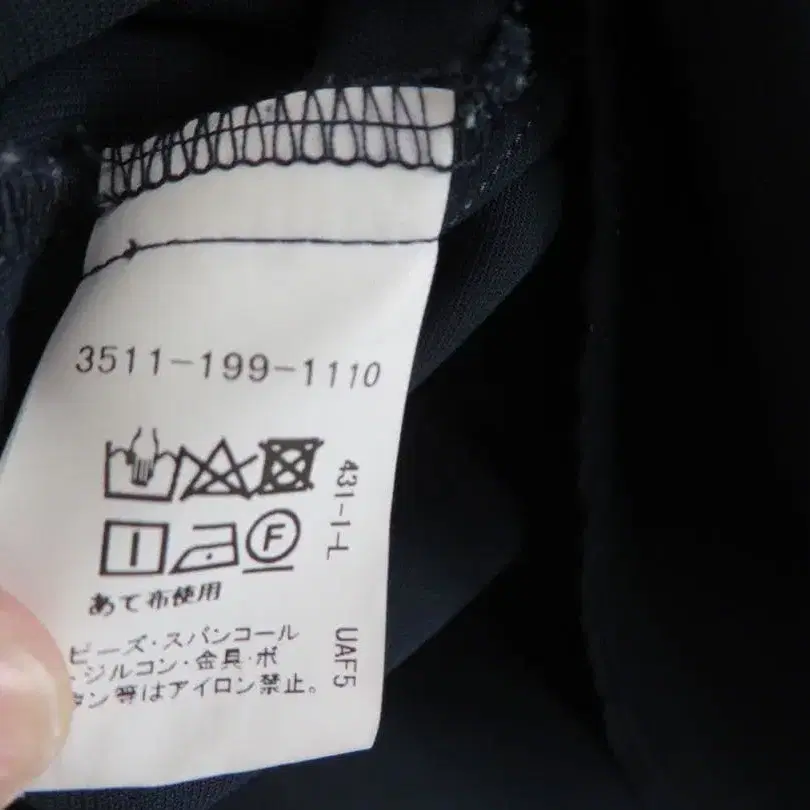 3511-199-1110
431-1-L
F
あて布使用
UAF5
ビーズ・スパンコール
・ジルコン・金具・ボ
タン等はアイロン禁止。